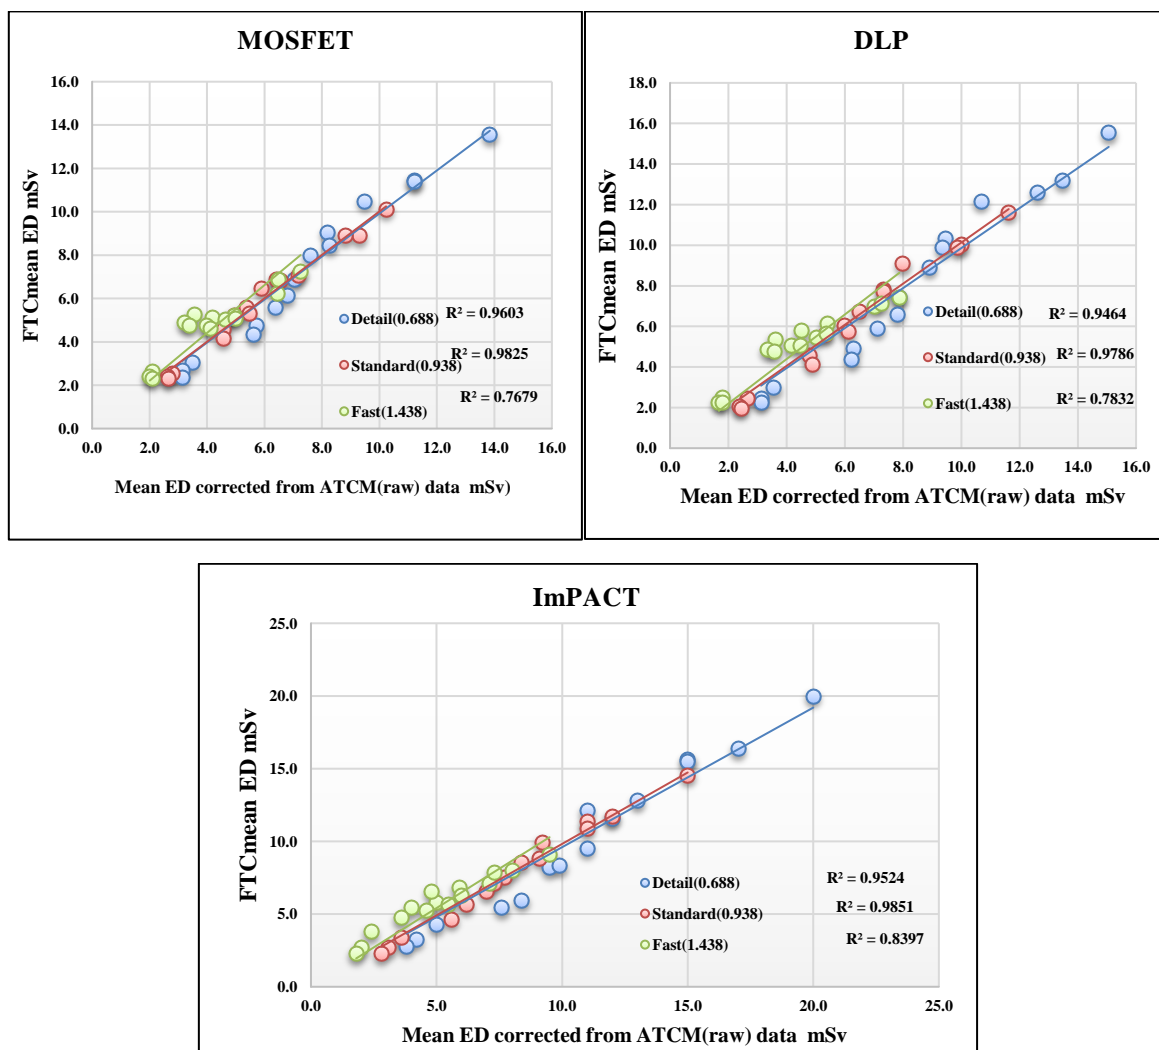 MOSFET
16.0
14.0
12.0
10.0
8.0
6.0
4.0
2.0
0.0
FTCmean ED mSv
Detail(0.688)
R² = 0.9603
Standard(0.938)
R² = 0.9825
Fast(1.438)
R² = 0.7679
0.0 2.0 4.0 6.0 8.0 10.0 12.0 14.0 16.0
Mean ED corrected from ATCM(raw) data mSv)
DLP
18.0
16.0
14.0
12.0
10.0
8.0
6.0
4.0
2.0
0.0
FTCmean ED mSv
Detail(0.688)
R² = 0.9464
Standard(0.938)
R² = 0.9786
Fast(1.438)
R² = 0.7832
0.0 2.0 4.0 6.0 8.0 10.0 12.0 14.0 16.0
Mean ED corrected from ATCM(raw) data mSv
ImPACT
25.0
20.0
15.0
10.0
5.0
0.0
FTCmean ED mSv
Detail(0.688)
R² = 0.9524
Standard(0.938)
R² = 0.9851
Fast(1.438)
R² = 0.8397
0.0 5.0 10.0 15.0 20.0 25.0
Mean ED corrected from ATCM(raw) data mSv